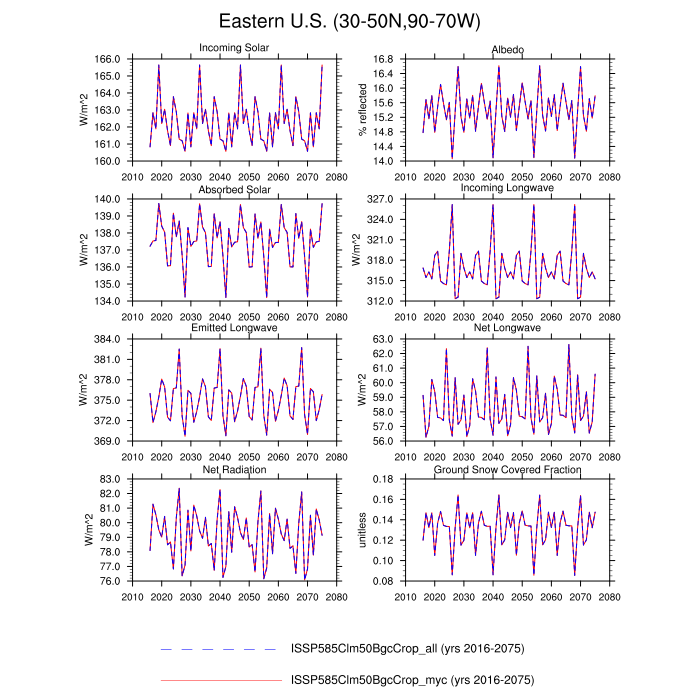 Eastern U.S. (30-50N,90-70W)
Incoming Solar
W/m^2
166.0
165.0
164.0
163.0
162.0
161.0
160.0
2010 2020 2030 2040 2050 2060 2070 2080
Albedo
% reflected
16.8
16.4
16.0
15.6
15.2
14.8
14.4
14.0
2010 2020 2030 2040 2050 2060 2070 2080
Absorbed Solar
W/m^2
140.0
139.0
138.0
137.0
136.0
135.0
134.0
2010 2020 2030 2040 2050 2060 2070 2080
Incoming Longwave
W/m^2
327.0
324.0
321.0
318.0
315.0
312.0
2010 2020 2030 2040 2050 2060 2070 2080
Emitted Longwave
W/m^2
384.0
381.0
378.0
375.0
372.0
369.0
2010 2020 2030 2040 2050 2060 2070 2080
Net Longwave
W/m^2
63.0
62.0
61.0
60.0
59.0
58.0
57.0
56.0
2010 2020 2030 2040 2050 2060 2070 2080
Net Radiation
W/m^2
83.0
82.0
81.0
80.0
79.0
78.0
77.0
76.0
2010 2020 2030 2040 2050 2060 2070 2080
Ground Snow Covered Fraction
unitless
0.18
0.16
0.14
0.12
0.10
0.08
2010 2020 2030 2040 2050 2060 2070 2080
ISSP585Clm50BgcCrop_all (yrs 2016-2075)
ISSP585Clm50BgcCrop_myc (yrs 2016-2075)